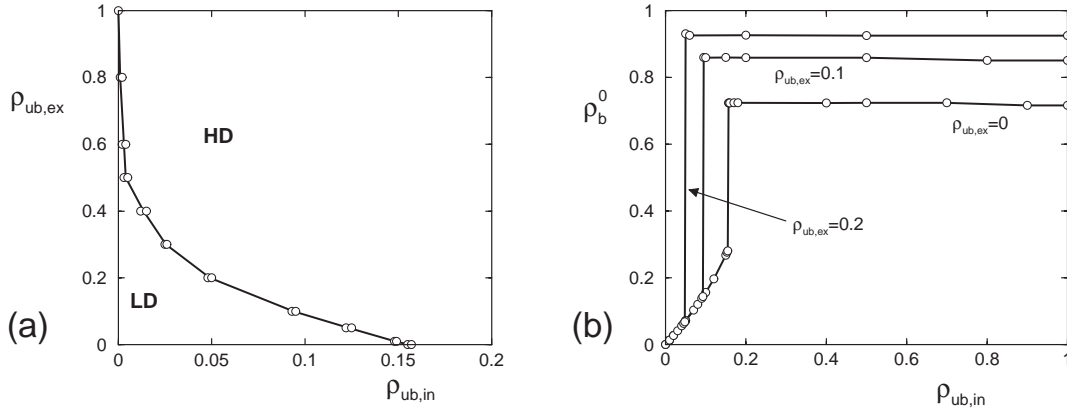 1
0.8
ρub,ex
0.6
HD
0.4
0.2
LD
(a)
0
0 0.05 0.1 0.15 0.2
ρub,in
1
0.8
ρub,ex=0.1
ρb0
ρub,ex=0
0.6
0.4
ρub,ex=0.2
0.2
(b)
0
0 0.2 0.4 0.6 0.8 1
ρub,in